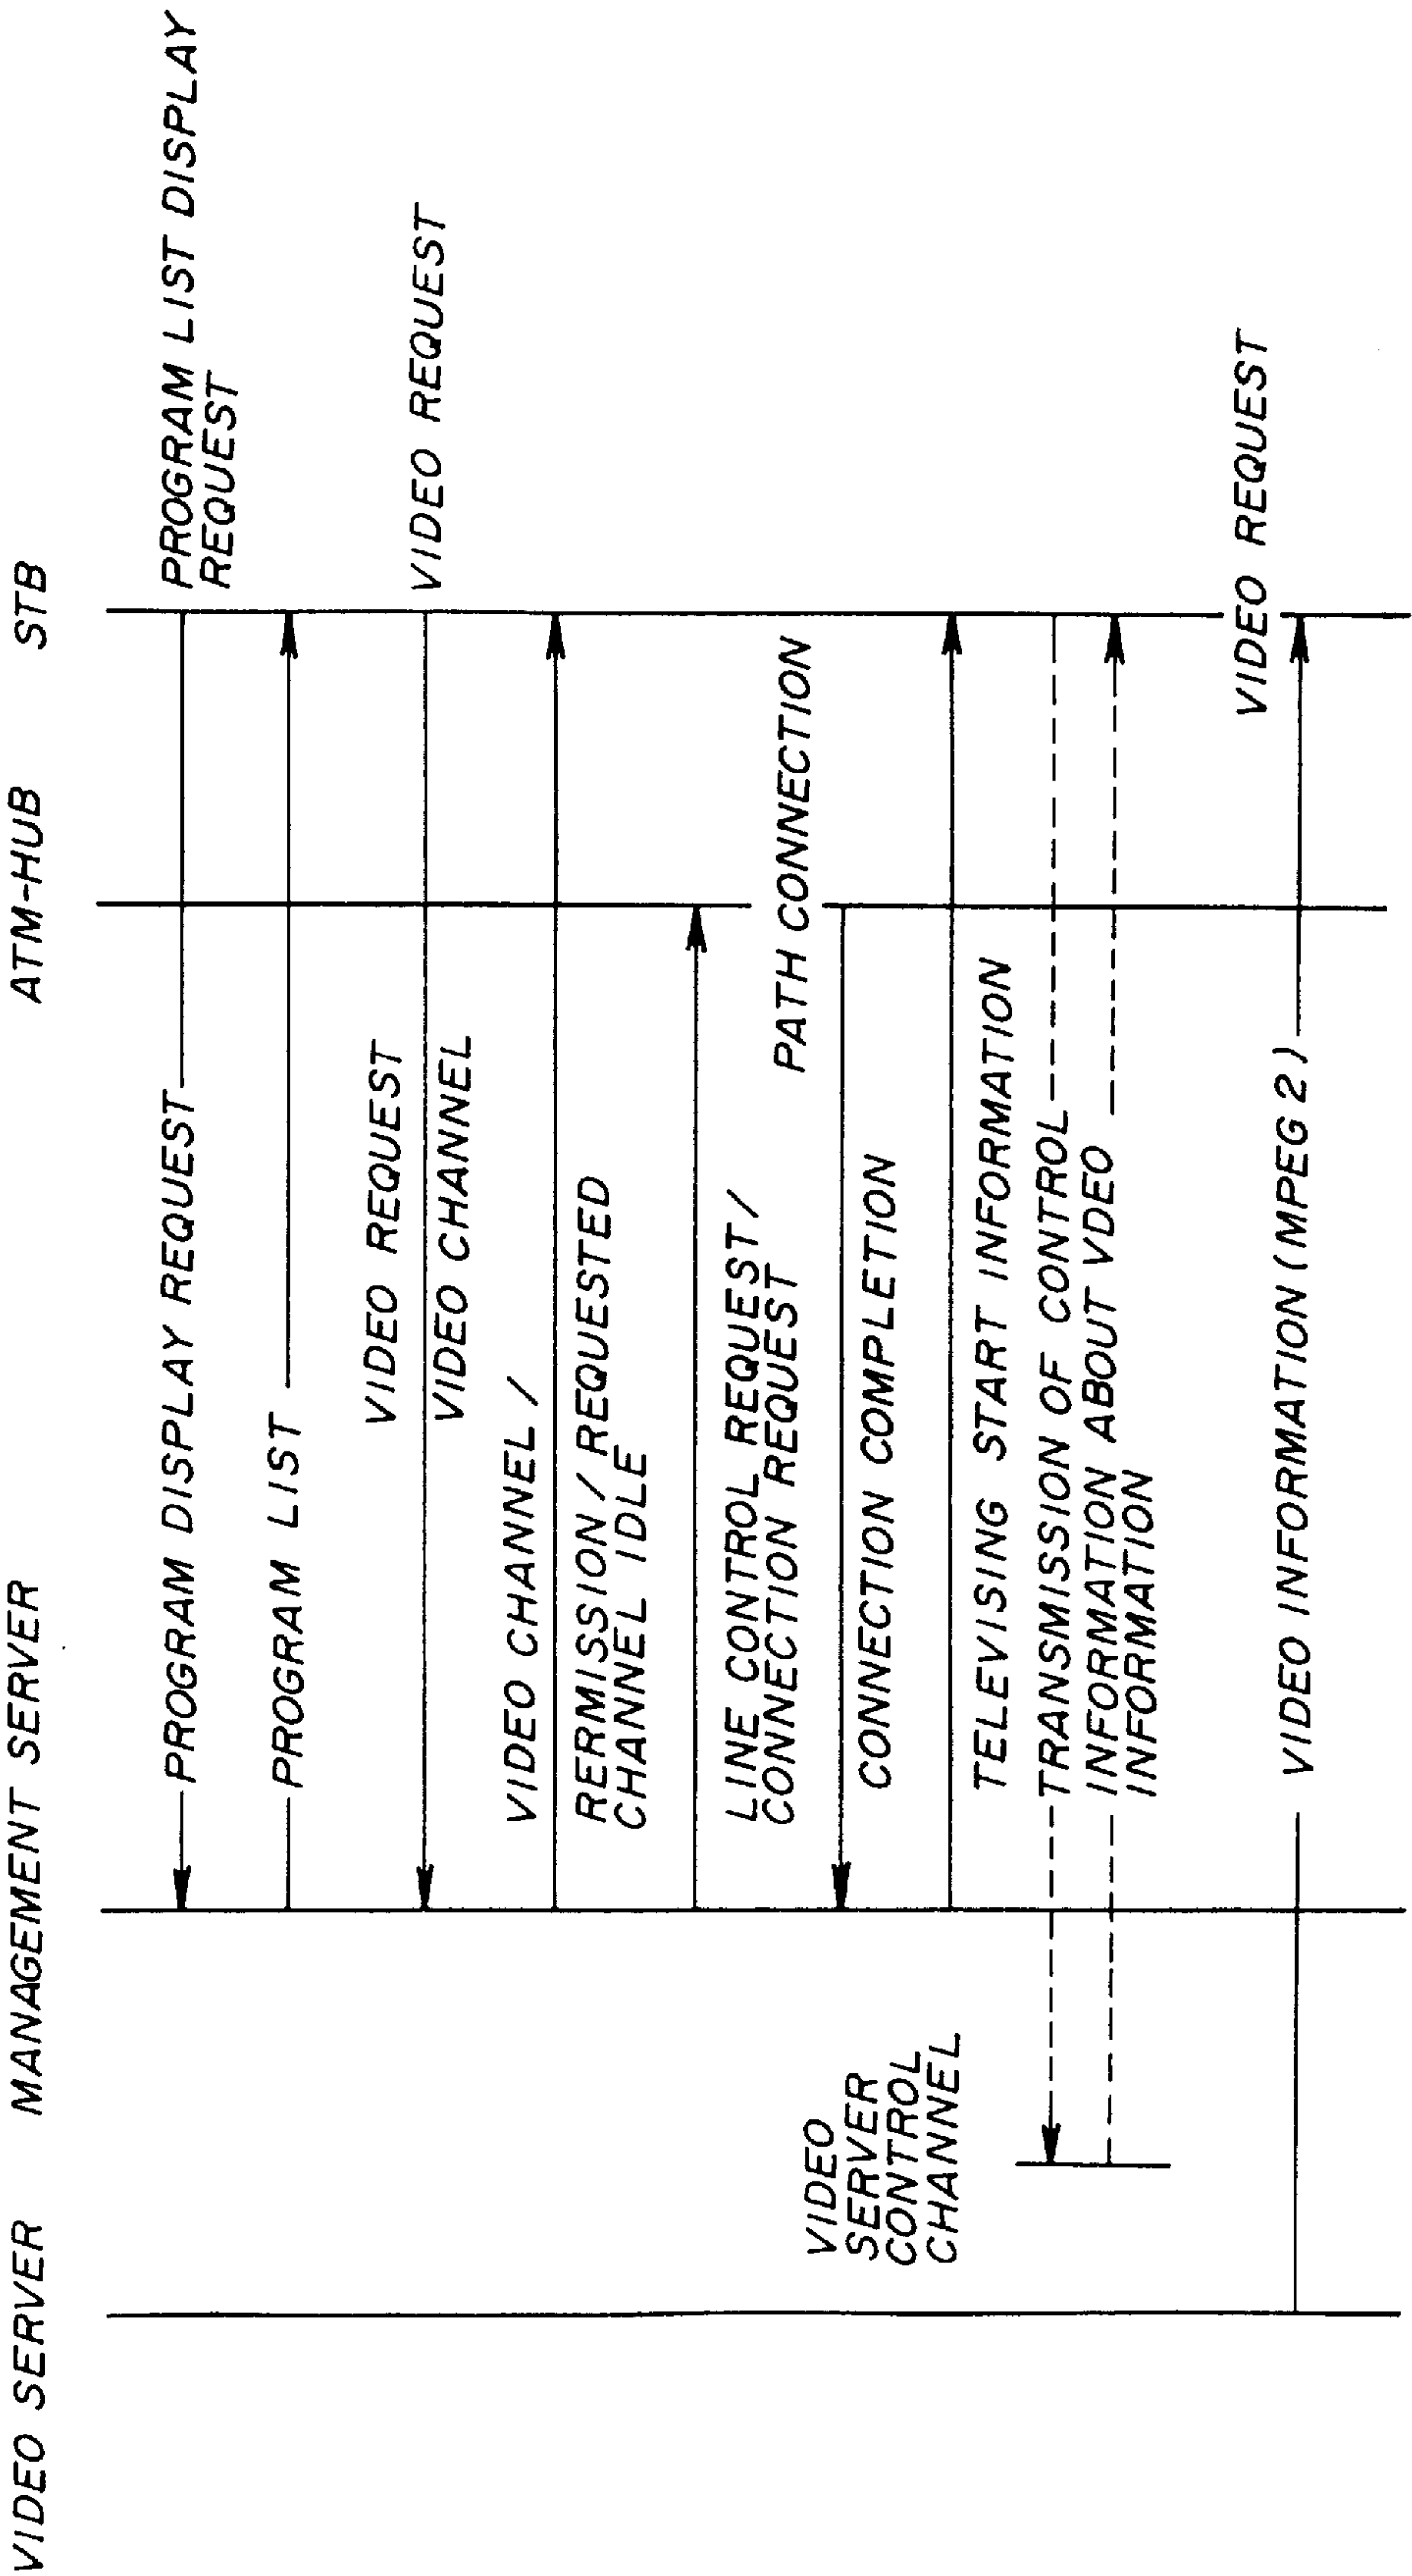 VIDEO SERVER
MANAGEMENT SERVER
ATM-HUB
STB
PROGRAM LIST DISPLAY
REQUEST
PROGRAM DISPLAY REQUEST
PROGRAM LIST
VIDEO REQUEST
VIDEO REQUEST
VIDEO CHANNEL
VIDEO CHANNEL /
RERMISSION / REQUESTED
CHANNEL IDLE
LINE CONTROL REQUEST /
CONNECTION REQUEST
PATH CONNECTION
CONNECTION COMPLETION
VIDEO
SERVER
CONTROL
CHANNEL
TELEVISING START INFORMATION
TRANSMISSION OF CONTROL
INFORMATION ABOUT VDEO
INFORMATION
VIDEO REQUEST
VIDEO INFORMATION (MPEG 2)